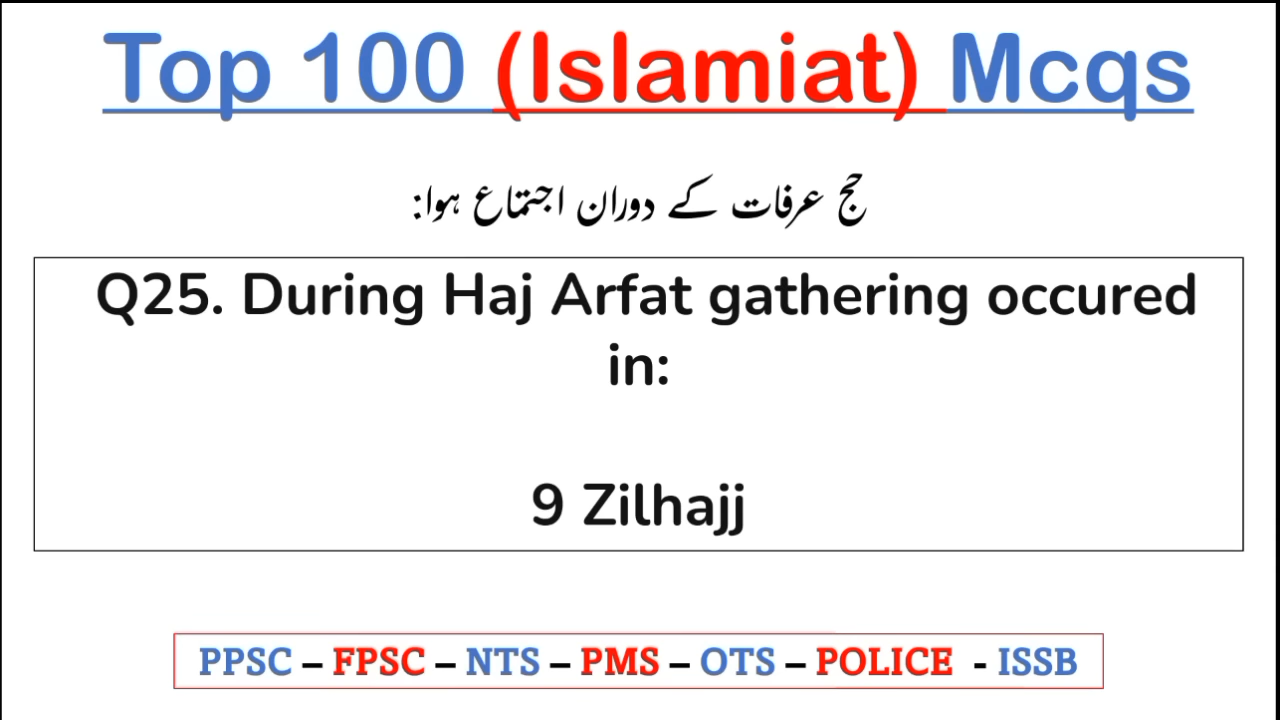 Top 100 (Islamiat) Mcqs
حج عرفات کے دوران اجتماع ہوا:
Q25. During Haj Arfat gathering occured
in:
9 Zilhajj
PPSC – FPSC – NTS – PMS – OTS – POLICE - ISSB